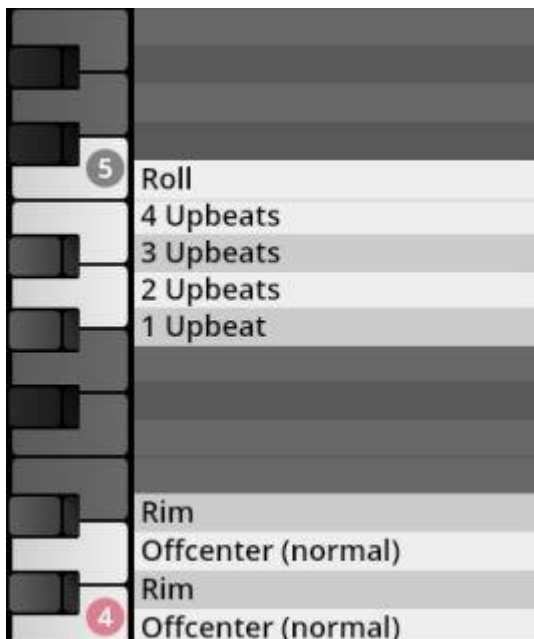 5
Roll
4 Upbeats
3 Upbeats
2 Upbeats
1 Upbeat
Rim
Offcenter (normal)
Rim
4
Offcenter (normal)